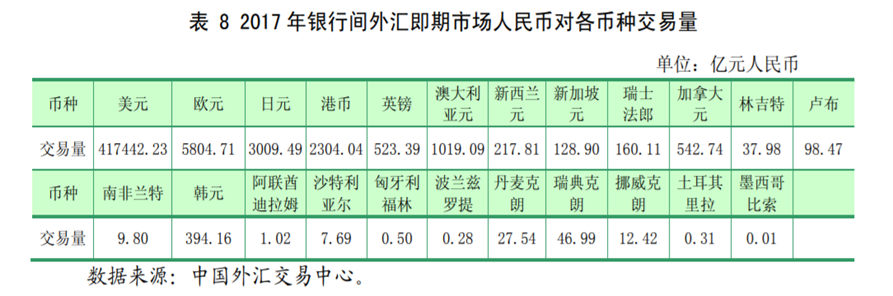 表 8 2017 年银行间外汇即期市场人民币对各币种交易量
单位：亿元人民币
币种 美元 欧元 日元 港币 英镑 澳大利亚元 新西兰元 新加坡元 瑞士法郎 加拿大元 林吉特 卢布
交易量 417442.23 5804.71 3009.49 2304.04 523.39 1019.09 217.81 128.90 160.11 542.74 37.98 98.47
币种 南非兰特 韩元 阿联酋迪拉姆 沙特利亚尔 匈牙利福林 波兰兹罗提 丹麦克朗 瑞典克朗 挪威克朗 土耳其里拉 墨西哥比索
交易量 9.80 394.16 1.02 7.69 0.50 0.28 27.54 46.99 12.42 0.31 0.01
数据来源：中国外汇交易中心。